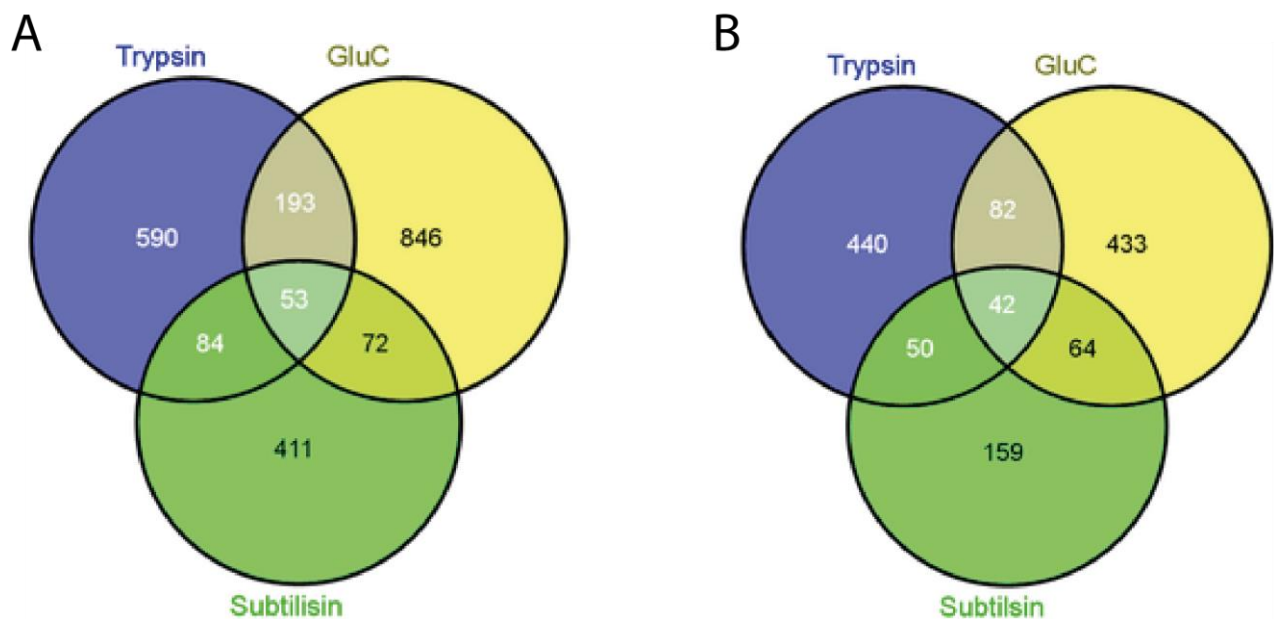 A
Trypsin
GluC
193
590
846
53
84
72
411
Subtilisin
B
Trypsin
GluC
82
440
433
42
50
64
159
Subtilsin